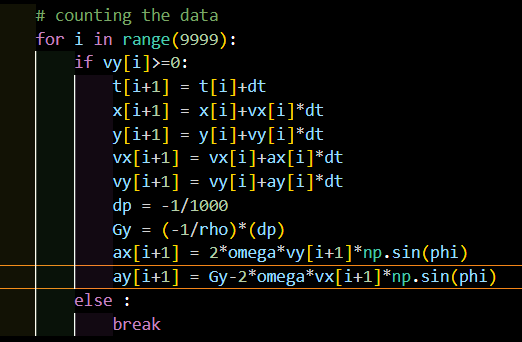 # counting the data
for i in range(9999):
if vy[i]>=0:
t[i+1] = t[i]+dt
x[i+1] = x[i]+vx[i]*dt
y[i+1] = y[i]+vy[i]*dt
vx[i+1] = vx[i]+ax[i]*dt
vy[i+1] = vy[i]+ay[i]*dt
dp = -1/1000
Gy = (-1/rho)*(dp)
ax[i+1] = 2*omega*vy[i+1]*np.sin(phi)
ay[i+1] = Gy-2*omega*vx[i+1]*np.sin(phi)
else :
break